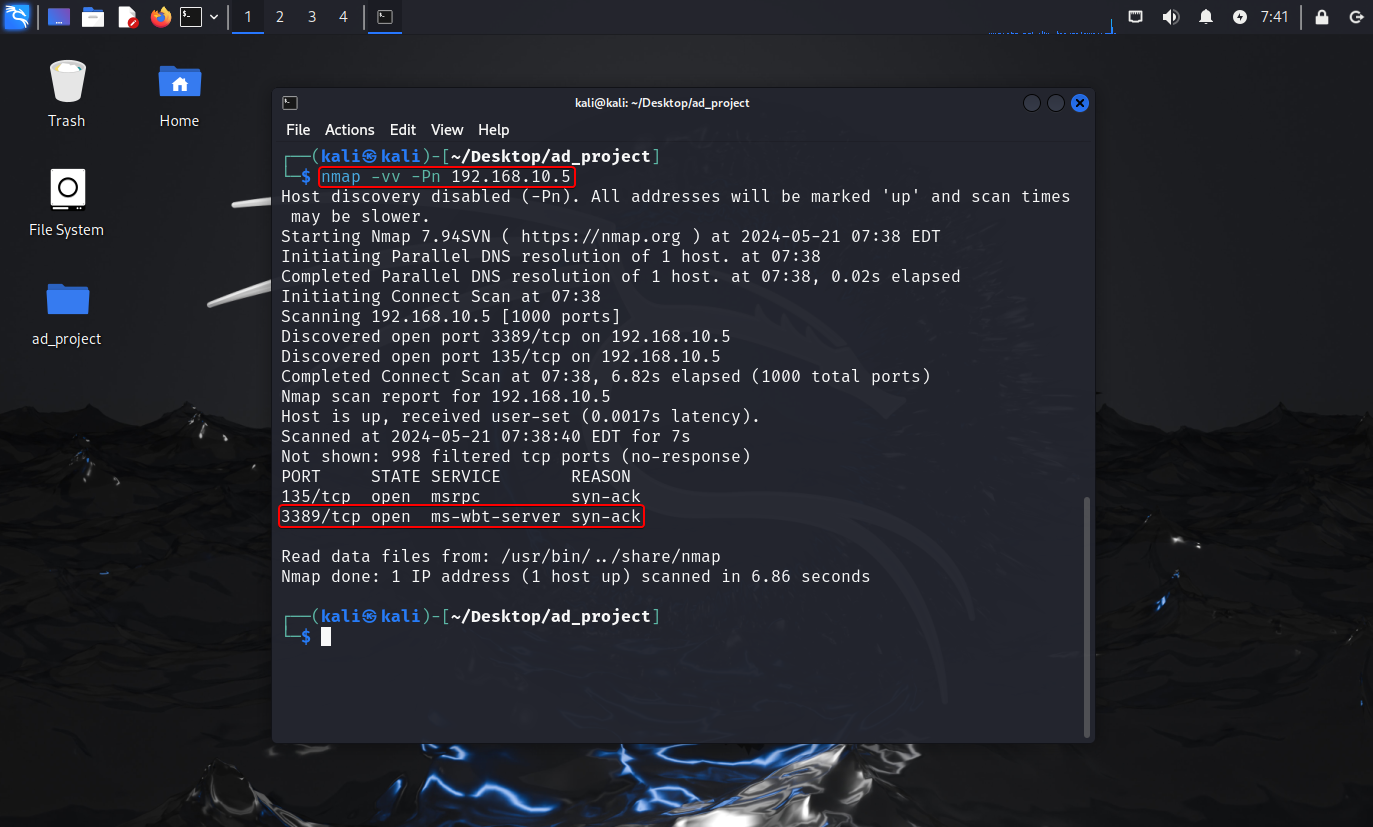 1 2 3 4
7:41
Trash
Home
File System
ad_project
kali@kali: ~/Desktop/ad_project
File Actions Edit View Help
┌──(kali㉿kali)-[~/Desktop/ad_project]
└─$ nmap -vv -Pn 192.168.10.5
Host discovery disabled (-Pn). All addresses will be marked 'up' and scan times
may be slower.
Starting Nmap 7.94SVN ( https://nmap.org ) at 2024-05-21 07:38 EDT
Initiating Parallel DNS resolution of 1 host. at 07:38
Completed Parallel DNS resolution of 1 host. at 07:38, 0.02s elapsed
Initiating Connect Scan at 07:38
Scanning 192.168.10.5 [1000 ports]
Discovered open port 3389/tcp on 192.168.10.5
Discovered open port 135/tcp on 192.168.10.5
Completed Connect Scan at 07:38, 6.82s elapsed (1000 total ports)
Nmap scan report for 192.168.10.5
Host is up, received user-set (0.0017s latency).
Scanned at 2024-05-21 07:38:40 EDT for 7s
Not shown: 998 filtered tcp ports (no-response)
PORT     STATE SERVICE       REASON
135/tcp  open  msrpc         syn-ack
3389/tcp open  ms-wbt-server syn-ack
Read data files from: /usr/bin/../share/nmap
Nmap done: 1 IP address (1 host up) scanned in 6.86 seconds
┌──(kali㉿kali)-[~/Desktop/ad_project]
└─$